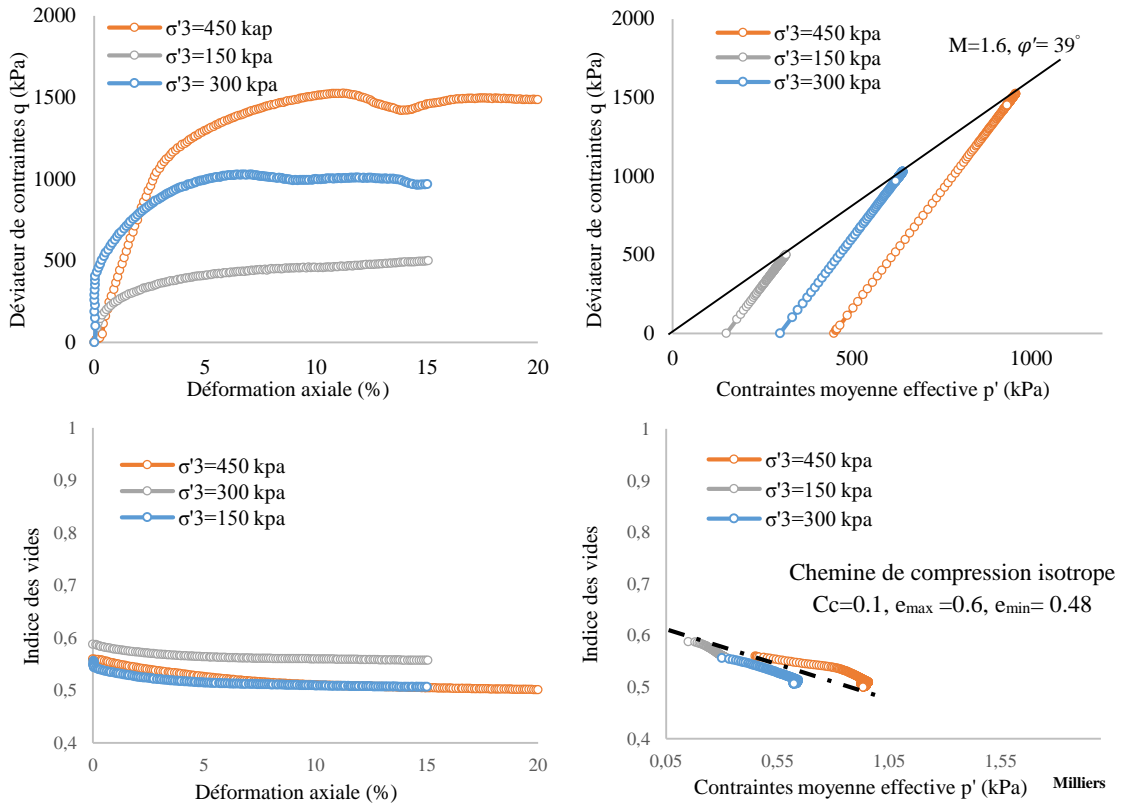 2000
1500
1000
500
0
0
5
10
15
20
Déviateur de contraintes q (kPa)
Déformation axiale (%)
σ'3=450 kap
σ'3=150 kpa
σ'3= 300 kpa
2000
1500
1000
500
0
0
500
1000
Déviateur de contraintes q (kPa)
Contraintes moyenne effective p' (kPa)
σ'3=450 kpa
σ'3=150 kpa
σ'3=300 kpa
M=1.6, φ'= 39°
1
0,9
0,8
0,7
0,6
0,5
0,4
0
5
10
15
20
Indice des vides
Déformation axiale (%)
σ'3=450 kpa
σ'3=300 kpa
σ'3=150 kpa
1
0,9
0,8
0,7
0,6
0,5
0,4
0,05
0,55
1,05
1,55
Indice des vides
Contraintes moyenne effective p' (kPa)
Milliers
σ'3=450 kpa
σ'3=150 kpa
σ'3=300 kpa
Chemine de compression isotrope
Cc=0.1, emax =0.6, emin= 0.48